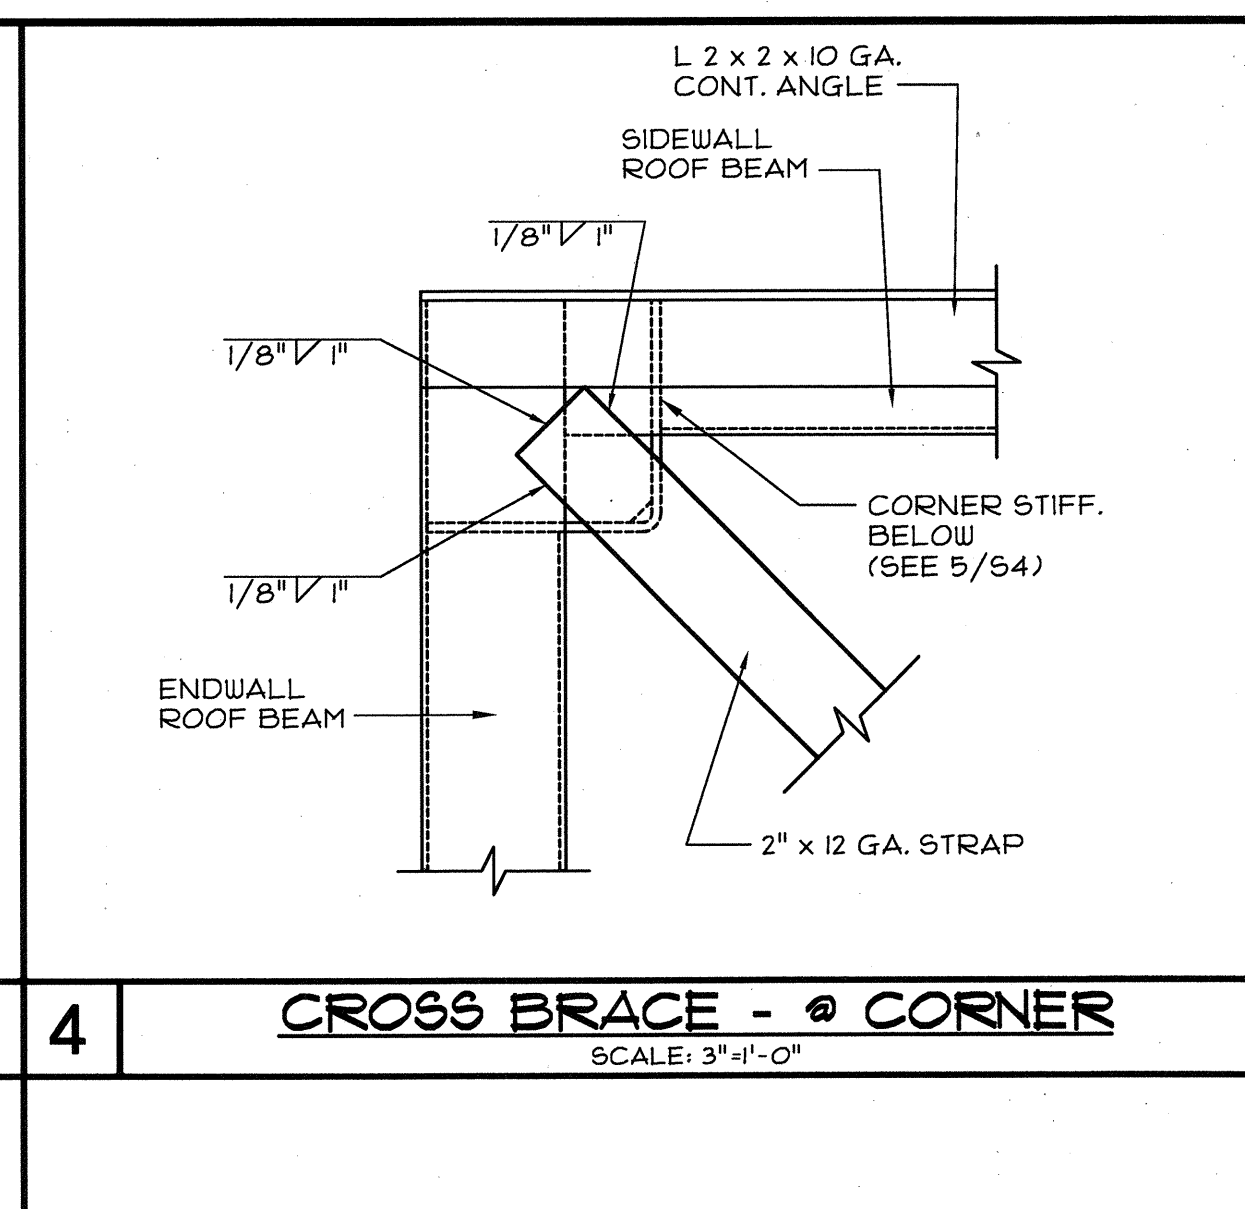 L 2 x 2 x 10 GA.
CONT. ANGLE
SIDEWALL
ROOF BEAM
1/8" 1"
1/8" 1"
CORNER STIFF.
BELOW
(SEE 5/S4)
1/8" 1"
ENDWALL
ROOF BEAM
2" x 12 GA. STRAP
4
CROSS BRACE - @ CORNER
SCALE: 3"=1'-0"